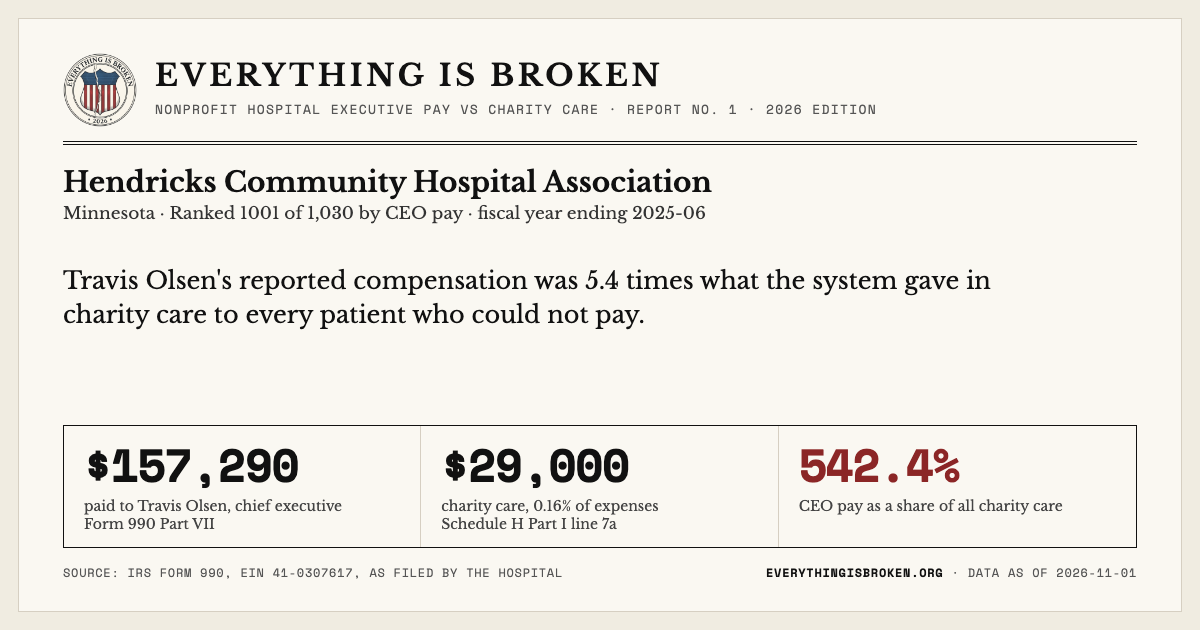 EVERYTHING IS BROKEN
2026
EVERYTHING IS BROKEN
NONPROFIT HOSPITAL EXECUTIVE PAY VS CHARITY CARE · REPORT NO. 1 · 2026 EDITION
Hendricks Community Hospital Association
Minnesota · Ranked 1001 of 1,030 by CEO pay · fiscal year ending 2025-06
Travis Olsen's reported compensation was 5.4 times what the system gave in
charity care to every patient who could not pay.
$157,290
paid to Travis Olsen, chief executive
Form 990 Part VII
$29,000
charity care, 0.16% of expenses
Schedule H Part I line 7a
542.4%
CEO pay as a share of all charity care
SOURCE: IRS FORM 990, EIN 41-0307617, AS FILED BY THE HOSPITAL
EVERYTHINGISBROKEN.ORG · DATA AS OF 2026-11-01